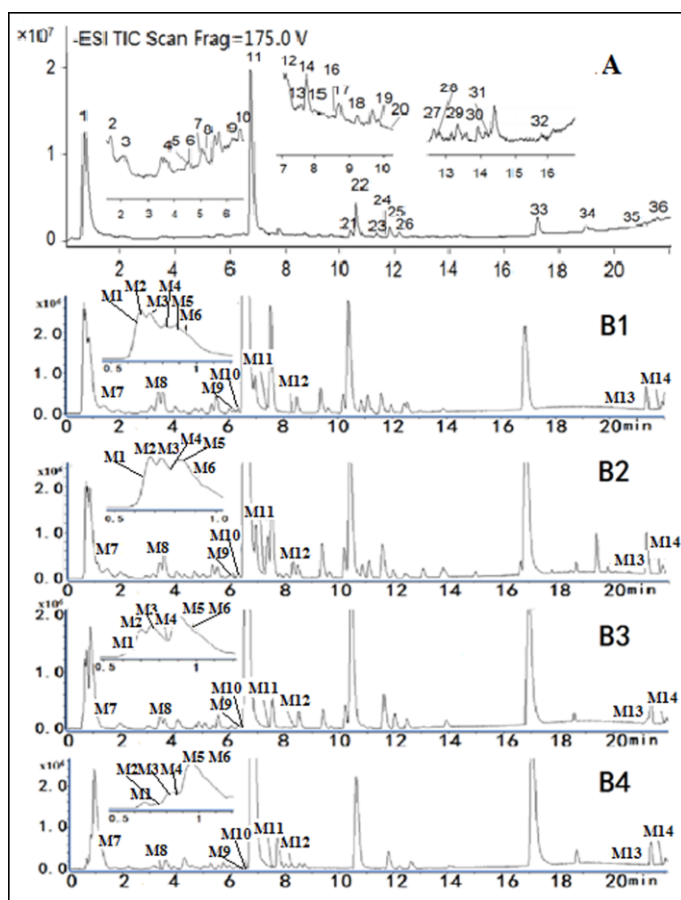 ×10⁷ -ESI TIC Scan Frag=175.0 V
A
11
12 14
16
13 15 17 18 19 20
28 31
27 29 30 32
2
1
2 3 4 5 6 7 8 9 10
7 8 9 10
13 14 15 16
2 3 4 5 6
1
22
24
21 23 25 26
33 34 35 36
0
2 4 6 8 10 12 14 16 18 20
x10⁶
M1 M2 M3 M4 M5 M6
B1
2.0
0.5 1
M11
M10
M14
1.0
M7 M8 M9 M12 M13
0.0
0 2 4 6 8 10 12 14 16 18 20min
x10⁶
M1 M2 M3 M4 M5 M6
B2
2.0
0.5 1.0
M11
M10
M14
1.0
M7 M8 M9 M12 M13
0.0
0 2 4 6 8 10 12 14 16 18 20min
x10⁶
M1 M2 M3 M4 M5 M6
B3
2.0
0.5 1
M10 M11
M14
1.0
M7 M8 M9 M12 M13
0.0
0 2 4 6 8 10 12 14 16 18 20min
x10⁶
M1 M2 M3 M4 M5 M6
B4
2.0
0.5 1
M10 M11
M14
1.0
M7 M8 M9 M12 M13
0.0
0 2 4 6 8 10 12 14 16 18 20min